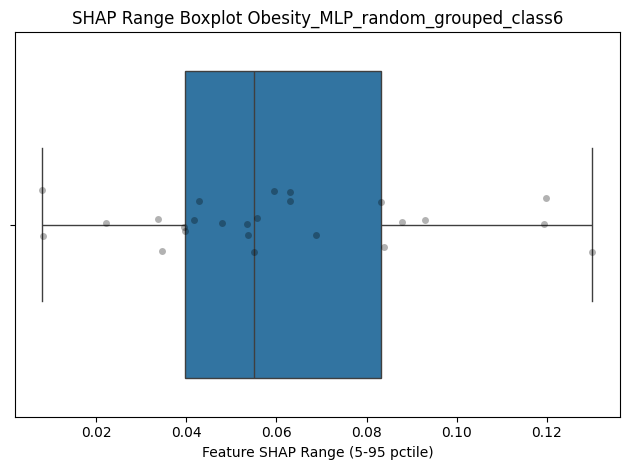 SHAP Range Boxplot Obesity_MLP_random_grouped_class6
0.02 0.04 0.06 0.08 0.10 0.12
Feature SHAP Range (5-95 pctile)